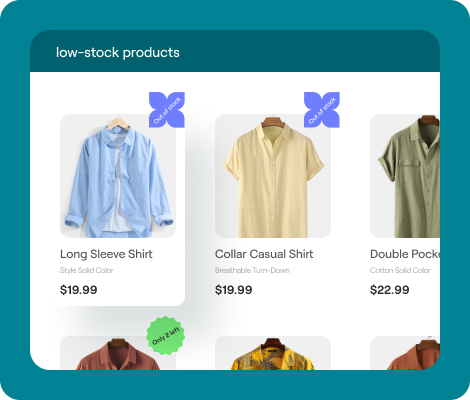 low-stock products
Out of stock
Out of stock
Long Sleeve Shirt
Collar Casual Shirt
Double Pocke
Style Solid Color
Breathable Turn-Down
Cotton Solid Color
$19.99
$19.99
$22.99
Only 2 left